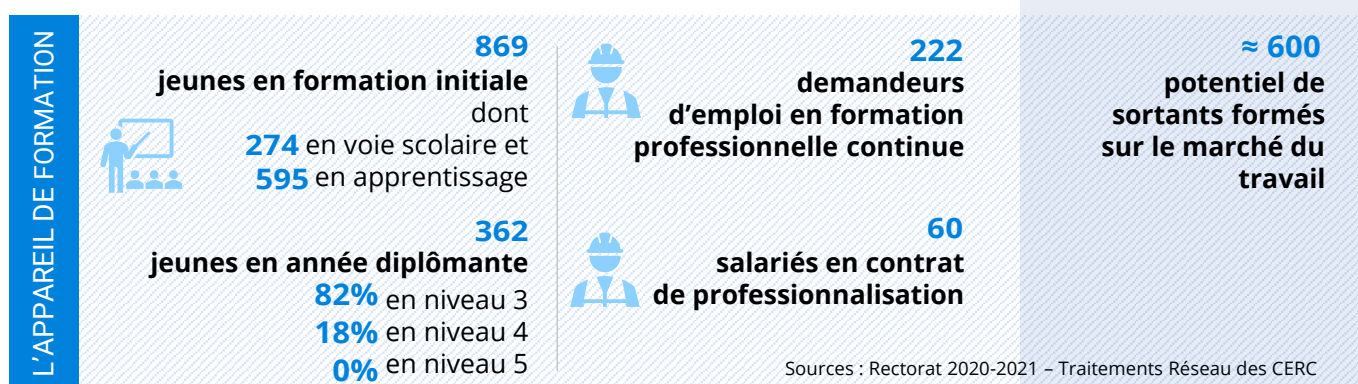 L'APPAREIL DE FORMATION
869
jeunes en formation initiale
dont
274 en voie scolaire et
595 en apprentissage
362
jeunes en année diplômante
82% en niveau 3
18% en niveau 4
0% en niveau 5
222
demandeurs
d’emploi en formation
professionnelle continue
60
salariés en contrat
de professionnalisation
≈ 600
potentiel de
sortants formés
sur le marché du
travail
Sources : Rectorat 2020-2021 – Traitements Réseau des CERC